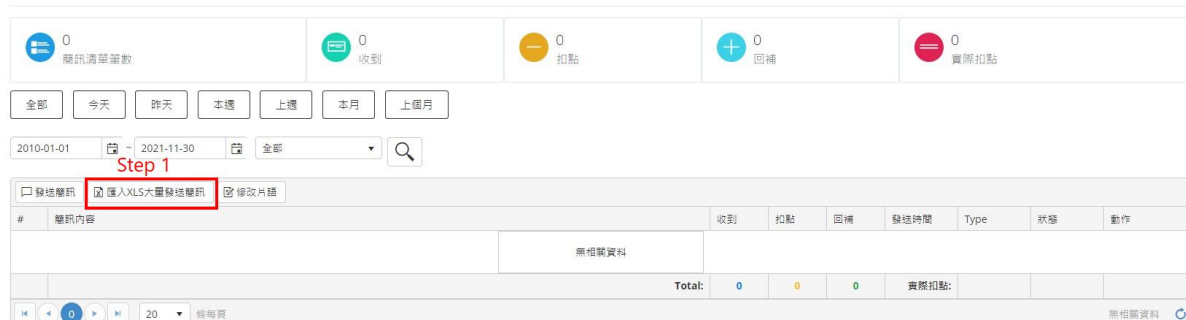 0 0 0 0 0
簡訊清單筆數 收到 扣點 回補 實際扣點
全部 今天 昨天 本週 上週 本月 上個月
2010-01-01 ~ 2021-11-30 全部
Step 1
發送簡訊 匯入XLS大量發送簡訊 修改片語
# 簡訊內容 收到 扣點 回補 發送時間 Type 狀態 動作
無相關資料
Total: 0 0 0 實際扣點:
0 20 條每頁 無相關資料